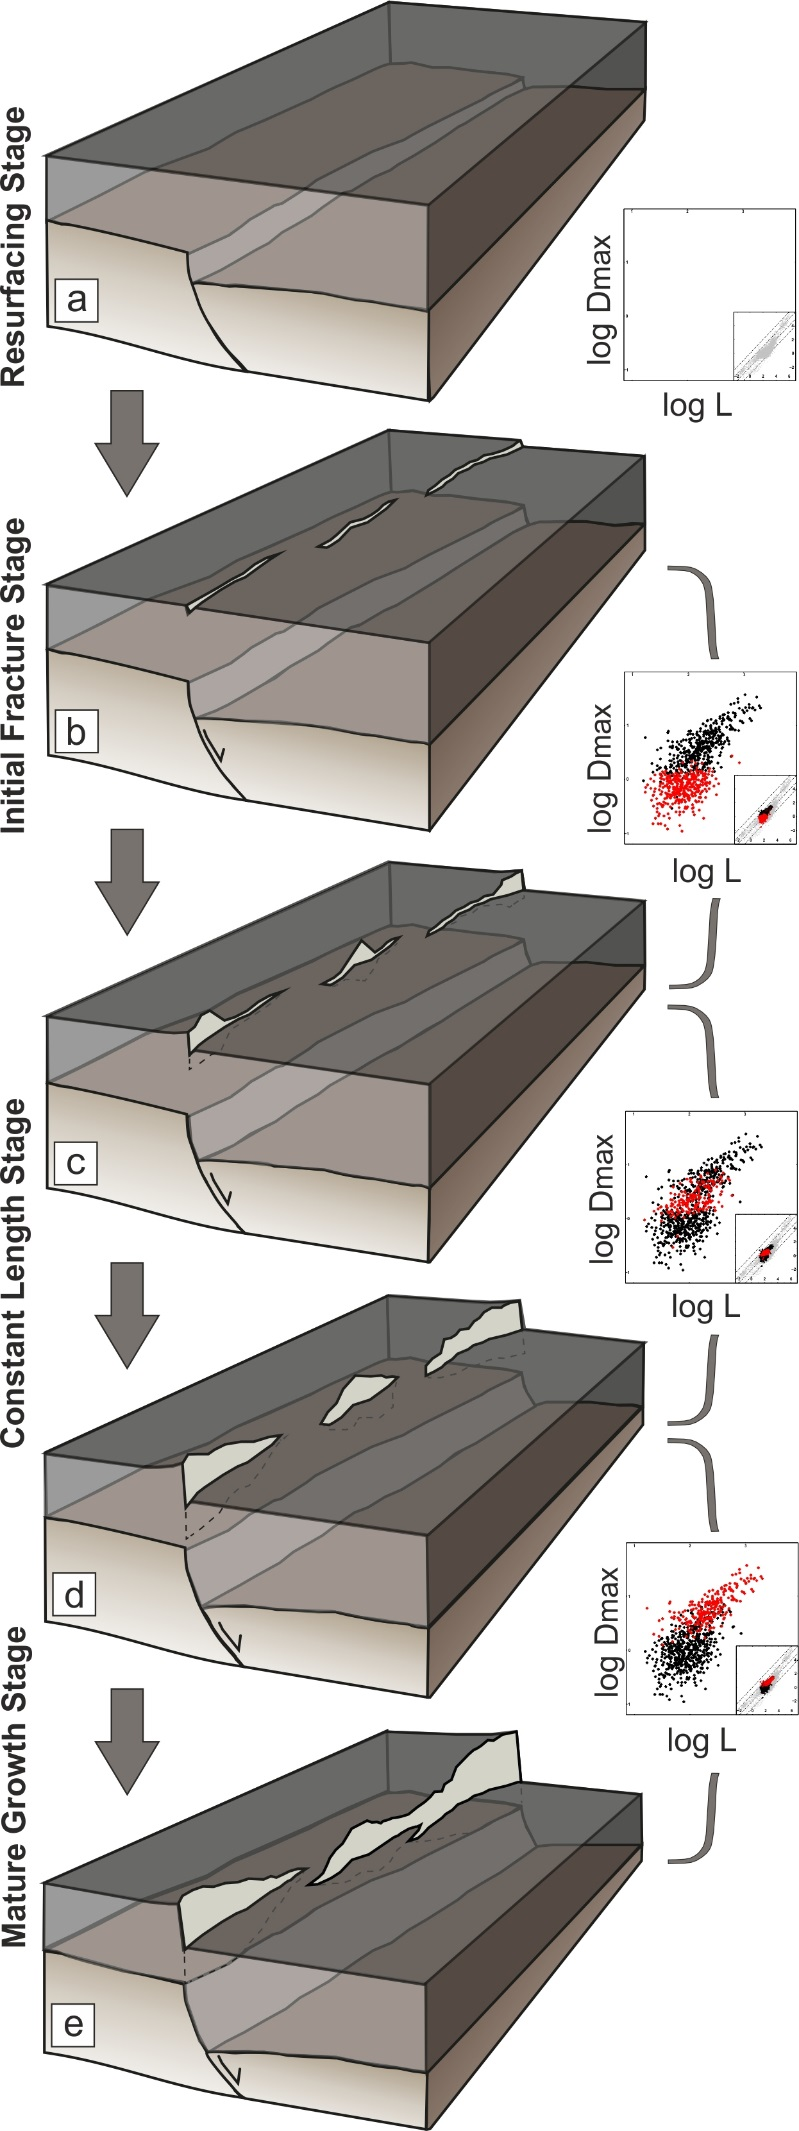 Resurfacing Stage
a
log Dmax
log L
Initial Fracture Stage
b
log Dmax
log L
Constant Length Stage
c
log Dmax
log L
d
log Dmax
log L
Mature Growth Stage
e